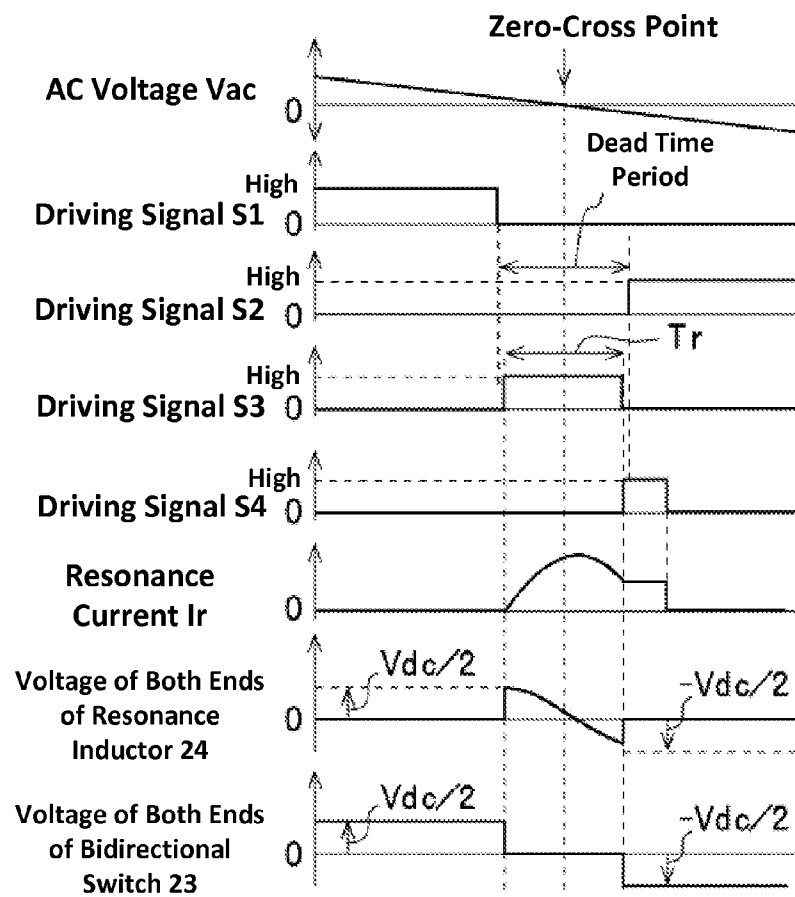 Zero-Cross Point
AC Voltage Vac
0
Dead Time
Period
High
Driving Signal S1
0
High
Driving Signal S2
0
Tr
High
Driving Signal S3
0
High
Driving Signal S4
0
Resonance
Current Ir
0
Vdc/2
-Vdc/2
Voltage of Both Ends
of Resonance
Inductor 24
0
Vdc/2
-Vdc/2
Voltage of Both Ends
of Bidirectional
Switch 23
0